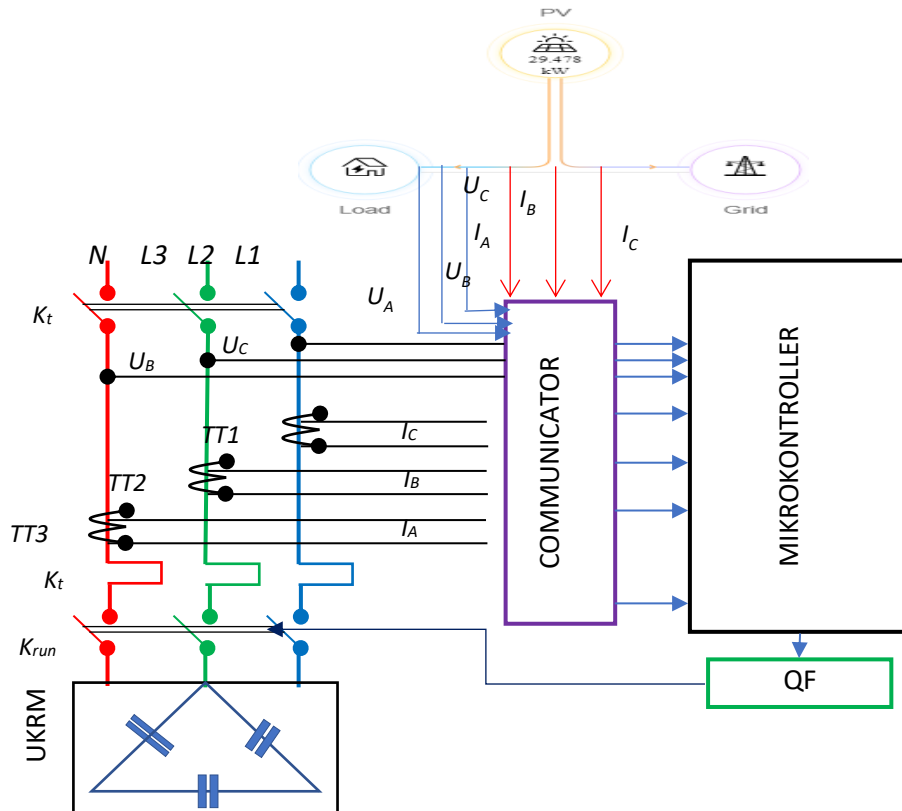 PV
29.478
kW
Load
Grid
U_C
I_B
I_A
I_C
U_B
U_A
N L3 L2 L1
K_t
U_B
U_C
TT1
I_C
TT2
I_B
TT3
I_A
K_t
K_run
UKRM
COMMUNICATOR
MIKROKONTROLLER
QF